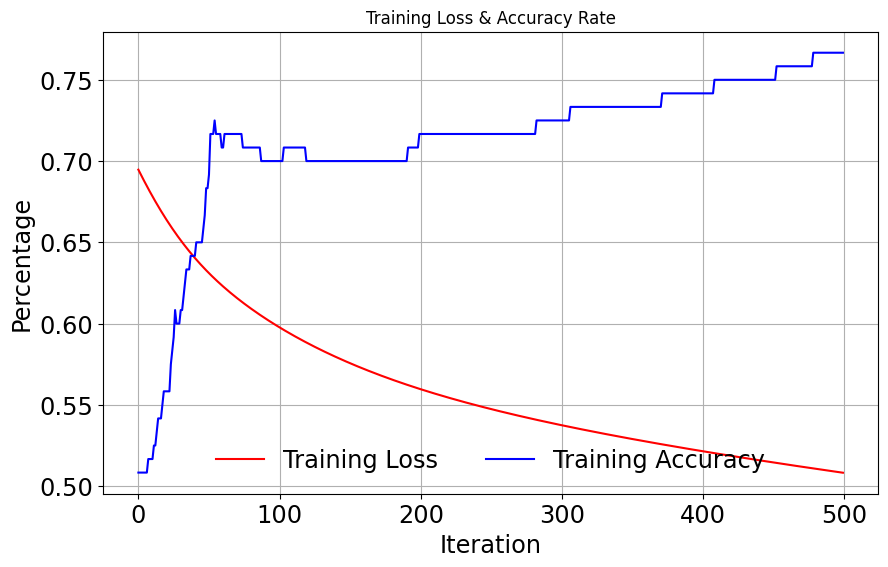 Training Loss & Accuracy Rate
0.75
0.70
0.65
0.60
0.55
0.50
Percentage
Training Loss Training Accuracy
0 100 200 300 400 500
Iteration